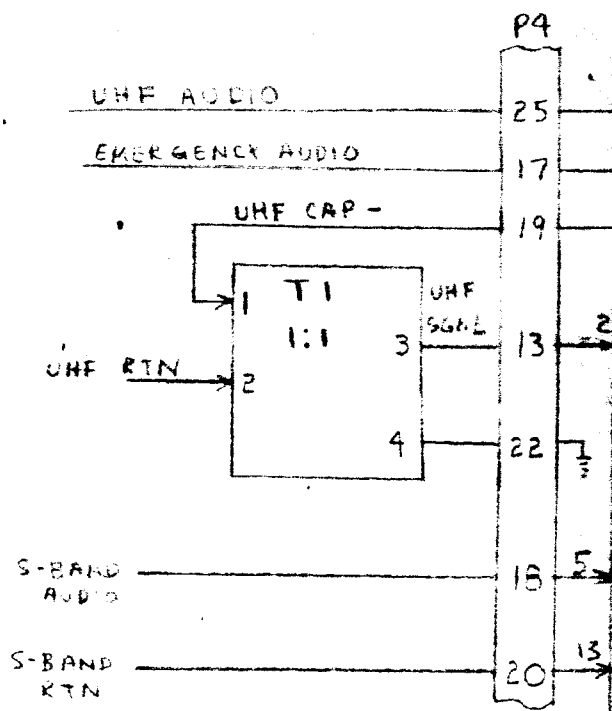 P4
UHF AUDIO 25
EMERGENCY AUDIO 17
UHF CAP - 19
1 T1 UHF
1:1 SGNL
3 13 2
UHF RTN 2
4 22
S-BAND 18 5
AUDIO
S-BAND 20 13
RTN